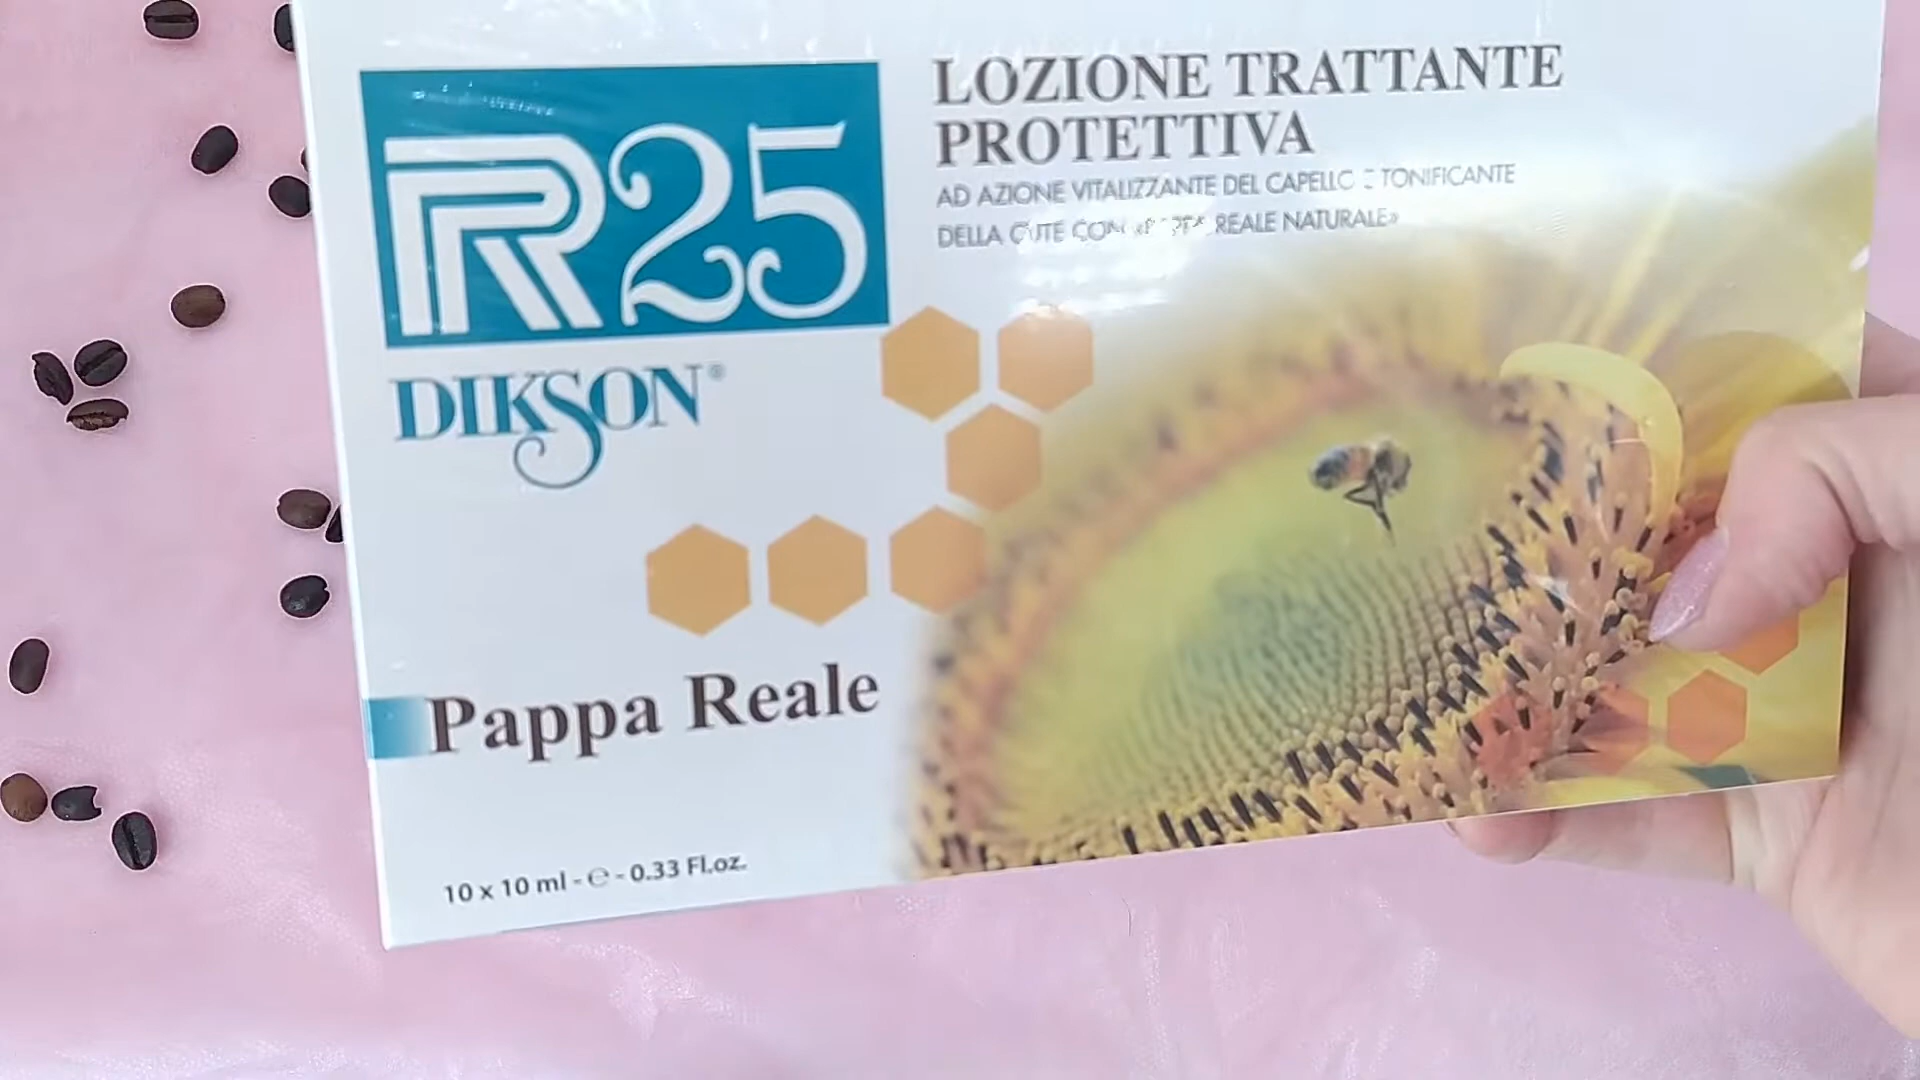 R25
DIKSON®
LOZIONE TRATTANTE
PROTETTIVA
AD AZIONE VITALIZZANTE DEL CAPELLO E TONIFICANTE
DELLA CUTE CON REALE NATURALE»
Pappa Reale
10 x 10 ml - ℮ - 0.33 Fl.oz.